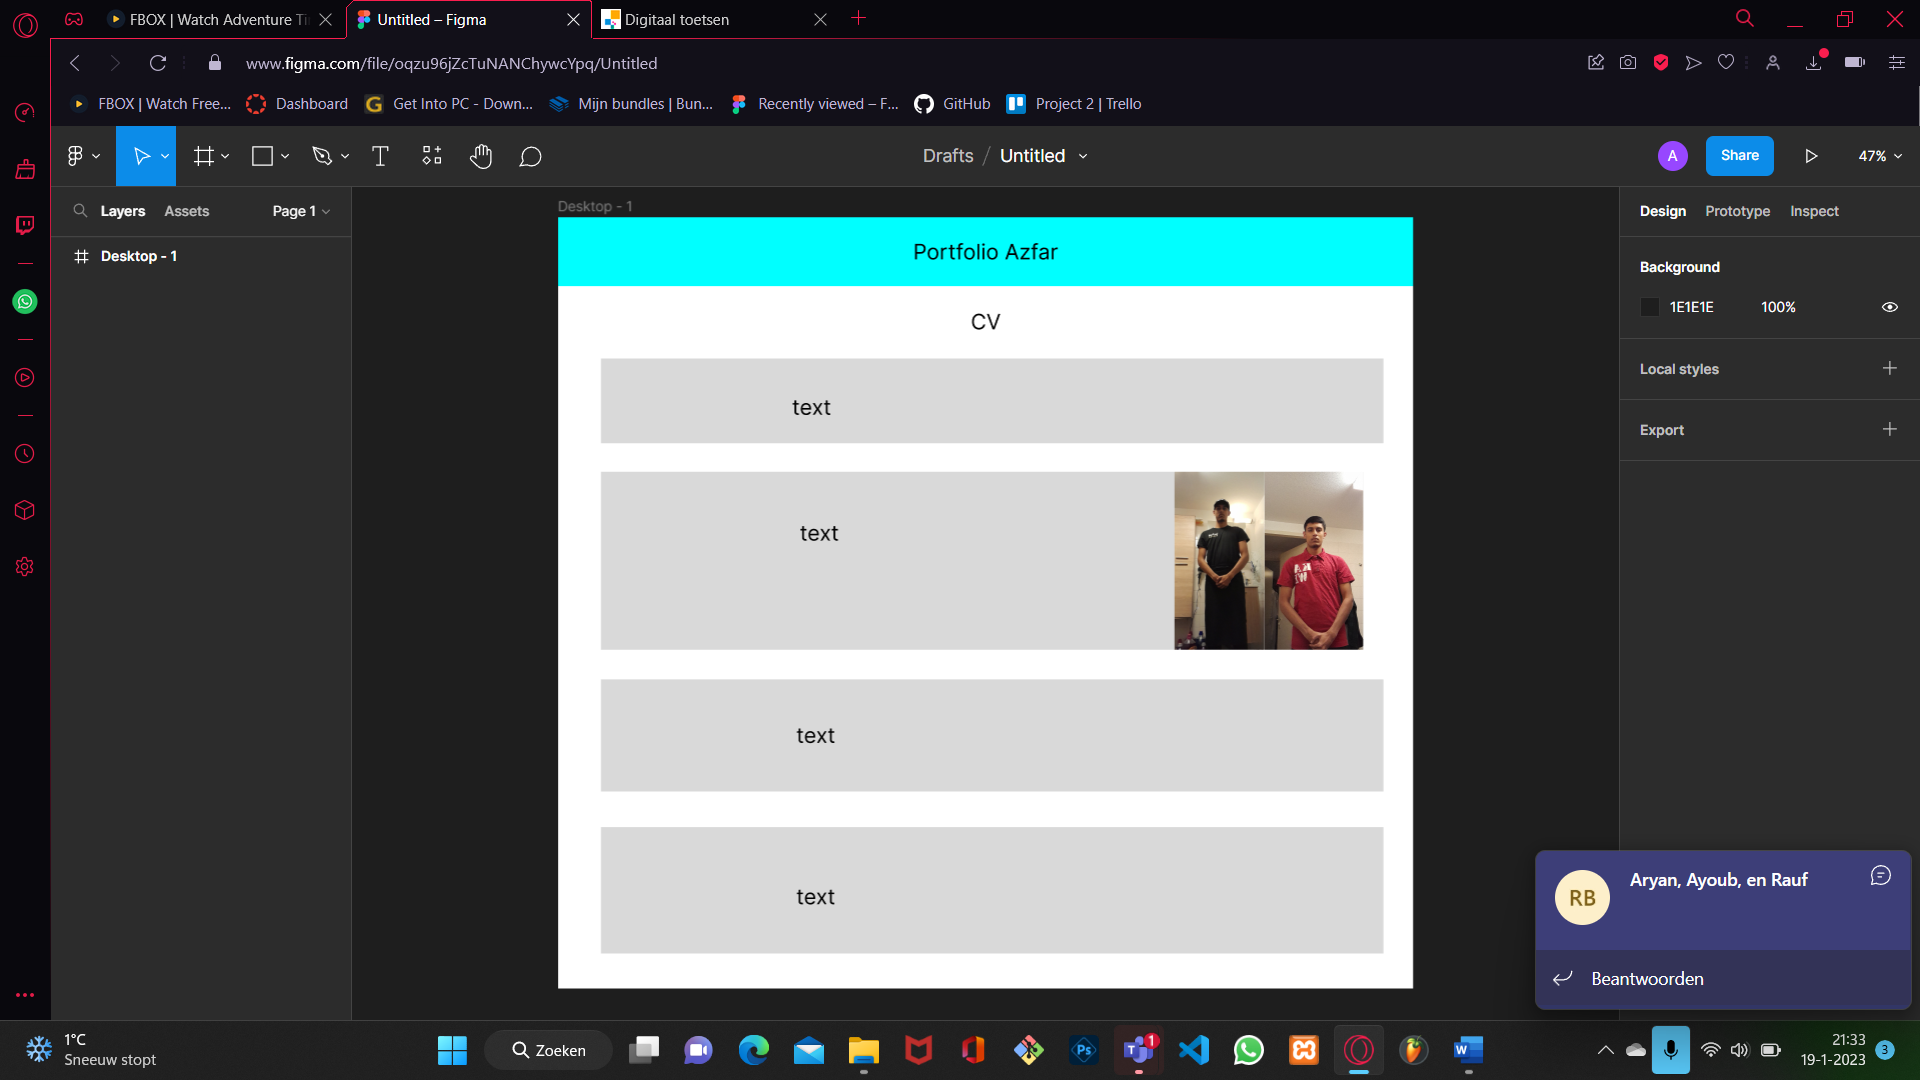 FBOX | Watch Adventure Ti
Untitled – Figma
Digitaal toetsen
www.figma.com/file/oqzu96jZcTuNANChywcYpq/Untitled
FBOX | Watch Free...
Dashboard
Get Into PC - Down...
Mijn bundles | Bun...
Recently viewed – F...
GitHub
Project 2 | Trello
Drafts / Untitled
A
Share
47%
Layers
Assets
Page 1
Desktop - 1
Desktop - 1
Portfolio Azfar
CV
text
text
text
text
Design
Prototype
Inspect
Background
1E1E1E
100%
Local styles
Export
RB
Aryan, Ayoub, en Rauf
Beantwoorden
1°C
Sneeuw stopt
Zoeken
Ps
1
21:33
19-1-2023
3